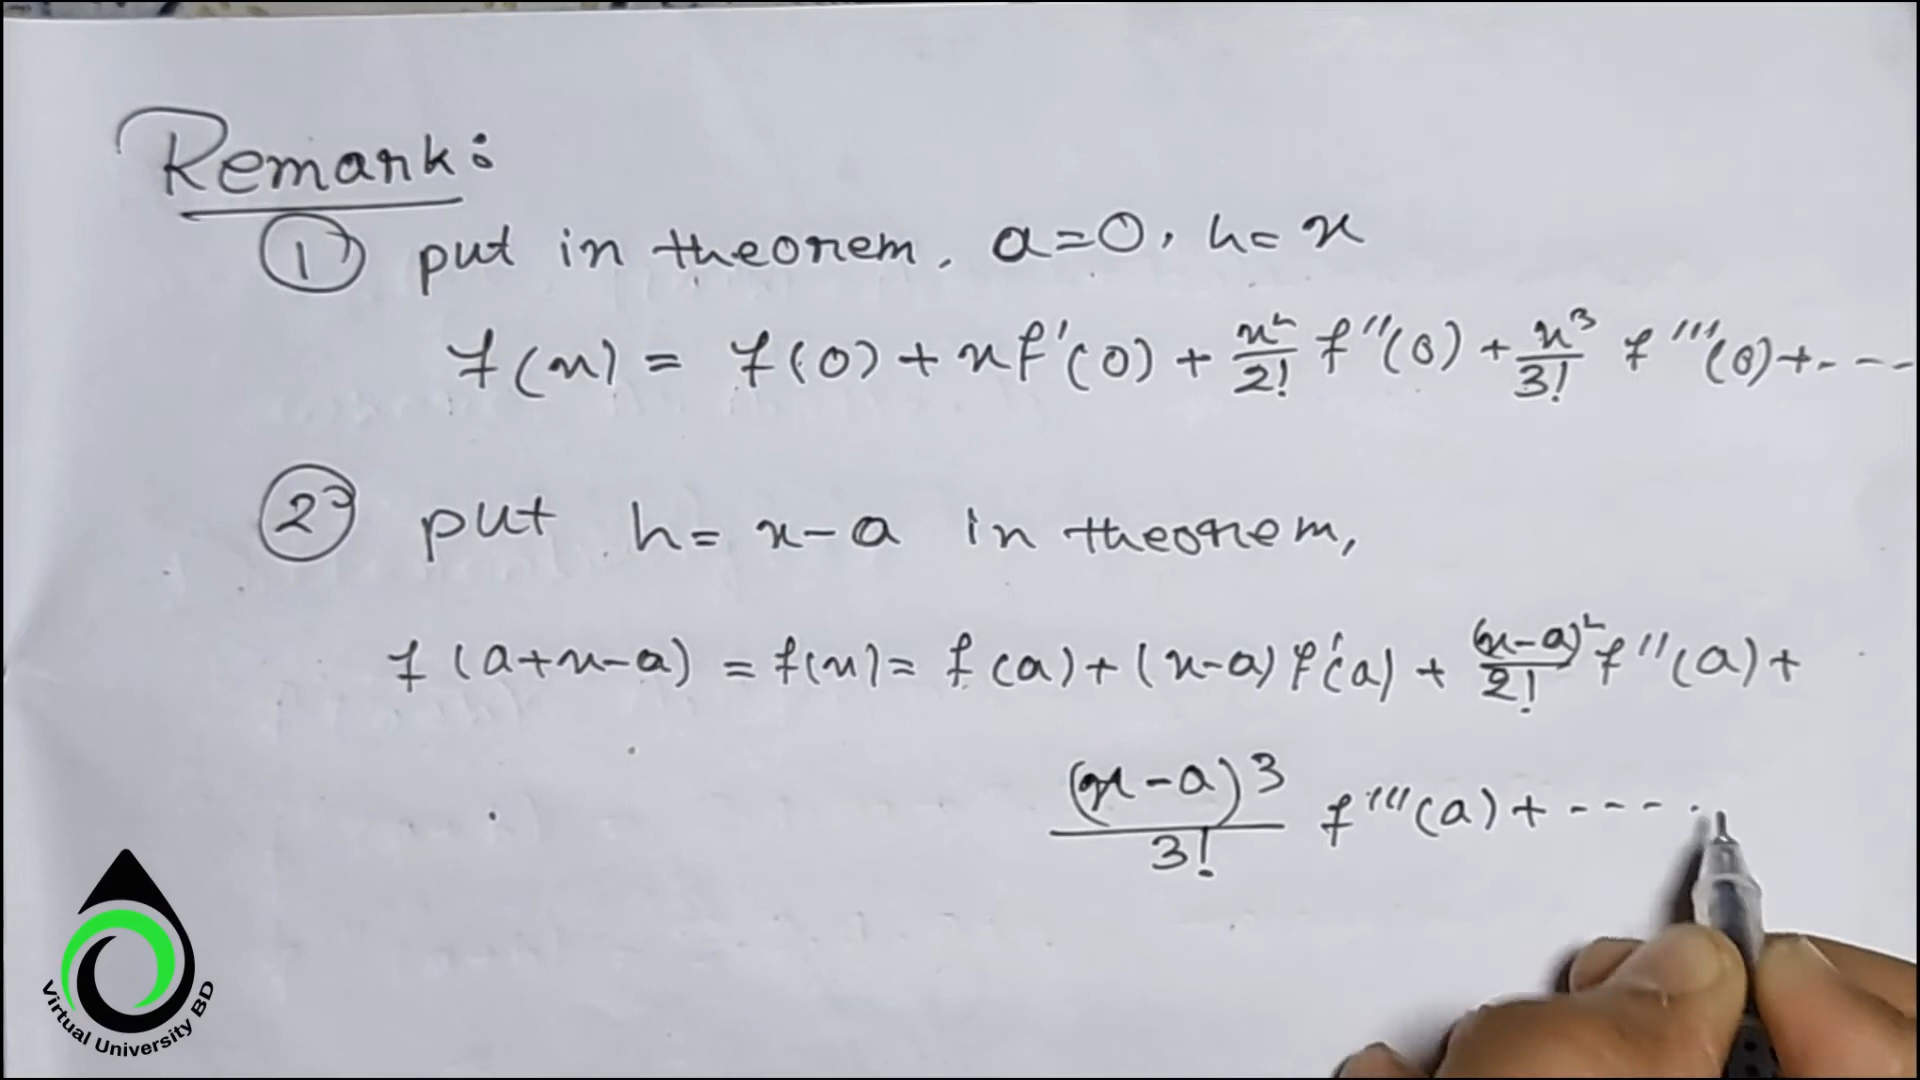 Remark:
① put in theorem, a=0, h= x
f(x) = f(0) + xf'(0) + x²/2! f''(0) + x³/3! f'''(0)+----
② put h= x-a in theorem,
f(a+x-a) = f(x) = f(a)+(x-a) f'(a) + (x-a)²/2! f''(a)+
(x-a)³/3! f'''(a)+-----
Virtual University BD